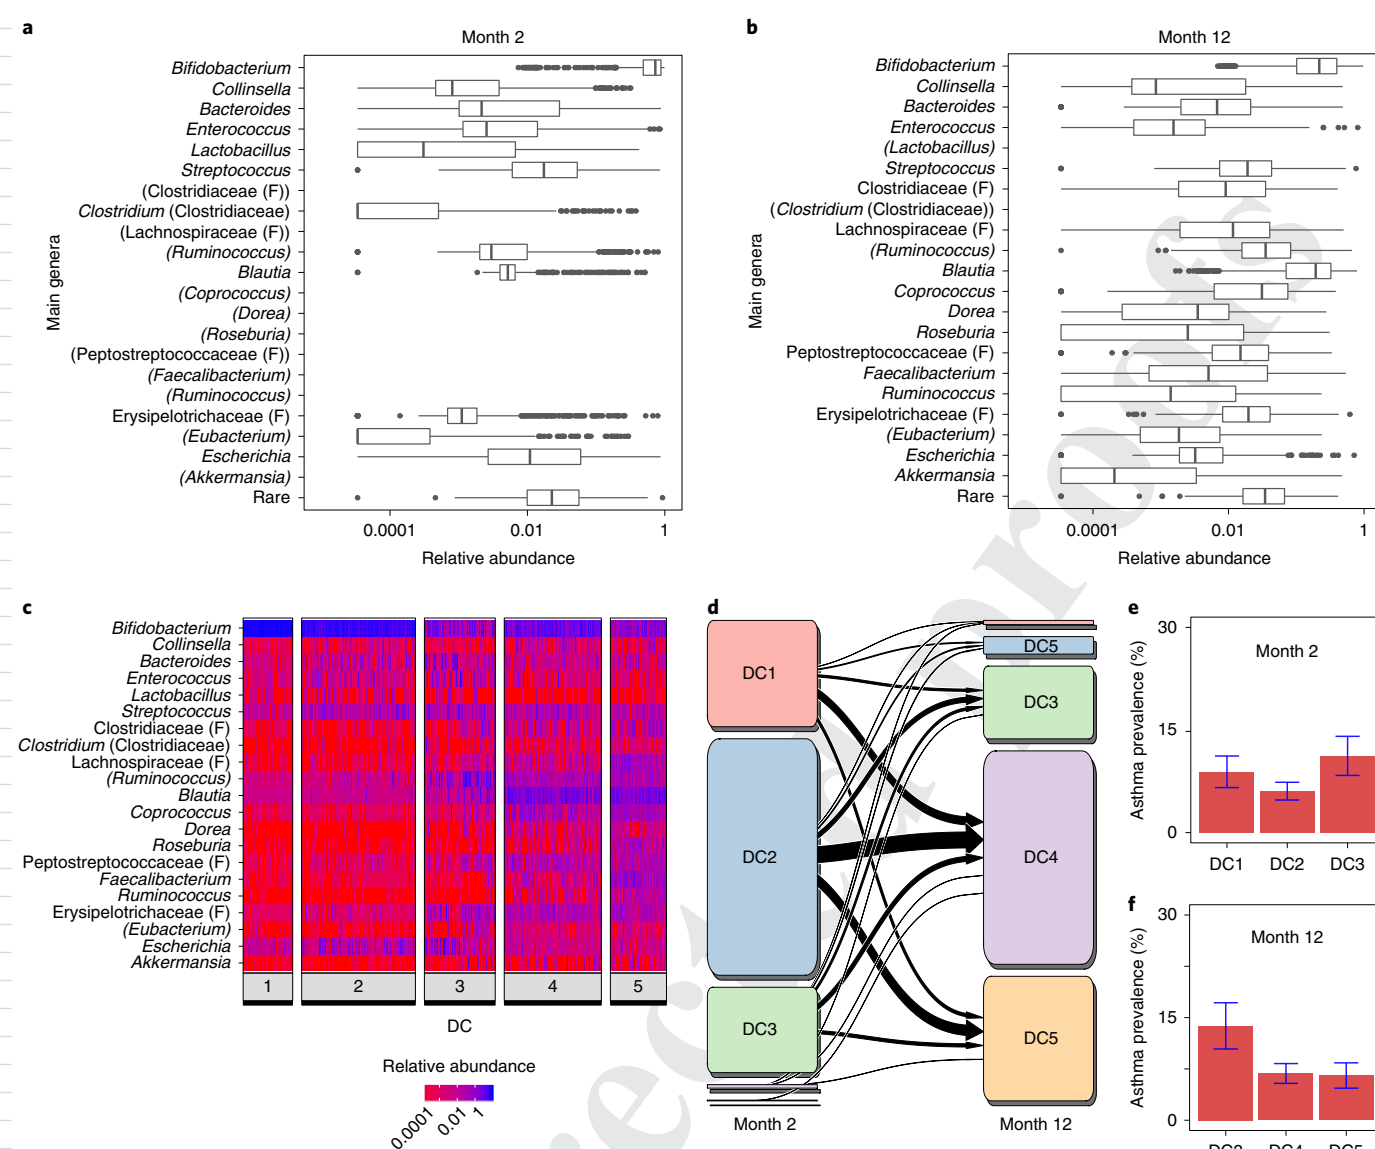 a
Month 2
Bifidobacterium
Collinsella
Bacteroides
Enterococcus
Lactobacillus
Streptococcus
(Clostridiaceae (F))
Clostridium (Clostridiaceae)
(Lachnospiraceae (F))
(Ruminococcus)
Blautia
(Coprococcus)
(Dorea)
(Roseburia)
(Peptostreptococcaceae (F))
(Faecalibacterium)
(Ruminococcus)
Erysipelotrichaceae (F)
(Eubacterium)
Escherichia
(Akkermansia)
Rare
Main genera
0.0001 0.01 1
Relative abundance
b
Month 12
Bifidobacterium
Collinsella
Bacteroides
Enterococcus
(Lactobacillus)
Streptococcus
Clostridiaceae (F)
(Clostridium (Clostridiaceae))
Lachnospiraceae (F)
(Ruminococcus)
Blautia
Coprococcus
Dorea
Roseburia
Peptostreptococcaceae (F)
Faecalibacterium
Ruminococcus
Erysipelotrichaceae (F)
(Eubacterium)
Escherichia
Akkermansia
Rare
Main genera
0.0001 0.01 1
Relative abundance
c
Bifidobacterium
Collinsella
Bacteroides
Enterococcus
Lactobacillus
Streptococcus
Clostridiaceae (F)
Clostridium (Clostridiaceae)
Lachnospiraceae (F)
(Ruminococcus)
Blautia
Coprococcus
Dorea
Roseburia
Peptostreptococcaceae (F)
Faecalibacterium
Ruminococcus
Erysipelotrichaceae (F)
(Eubacterium)
Escherichia
Akkermansia
1 2 3 4 5
DC
Relative abundance
0.0001 0.01 1
d
DC1
DC2
DC3
Month 2
DC5
DC3
DC4
DC5
Month 12
e
Month 2
Asthma prevalence (%)
30
15
0
DC1 DC2 DC3
f
Month 12
Asthma prevalence (%)
30
15
0
proofs